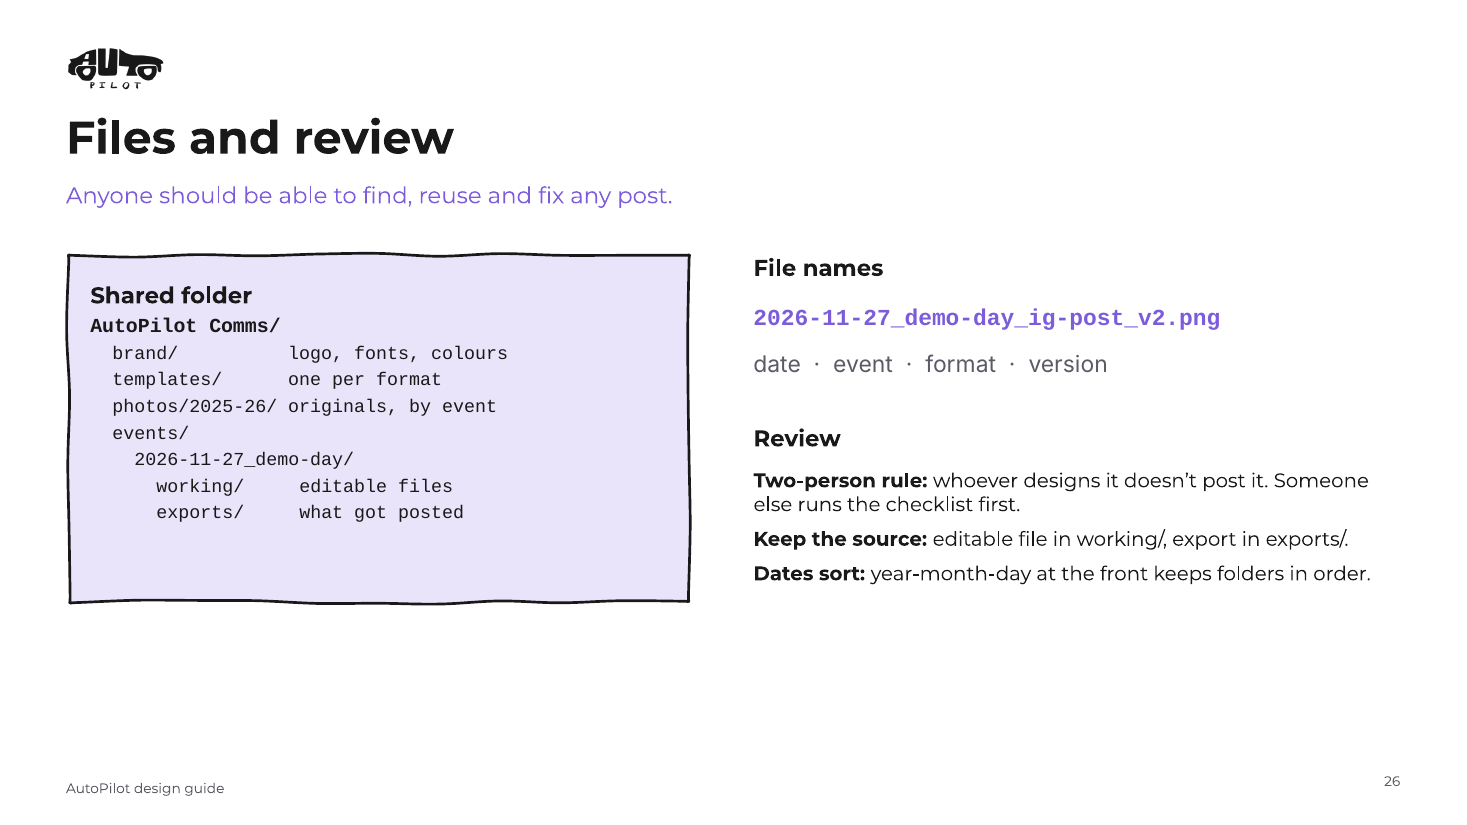 AUTO
PILOT
Files and review
Anyone should be able to find, reuse and fix any post.
Shared folder
AutoPilot Comms/
brand/ logo, fonts, colours
templates/ one per format
photos/2025-26/ originals, by event
events/
2026-11-27_demo-day/
working/ editable files
exports/ what got posted
File names
2026-11-27_demo-day_ig-post_v2.png
date · event · format · version
Review
Two-person rule: whoever designs it doesn’t post it. Someone
else runs the checklist first.
Keep the source: editable file in working/, export in exports/.
Dates sort: year-month-day at the front keeps folders in order.
AutoPilot design guide
26